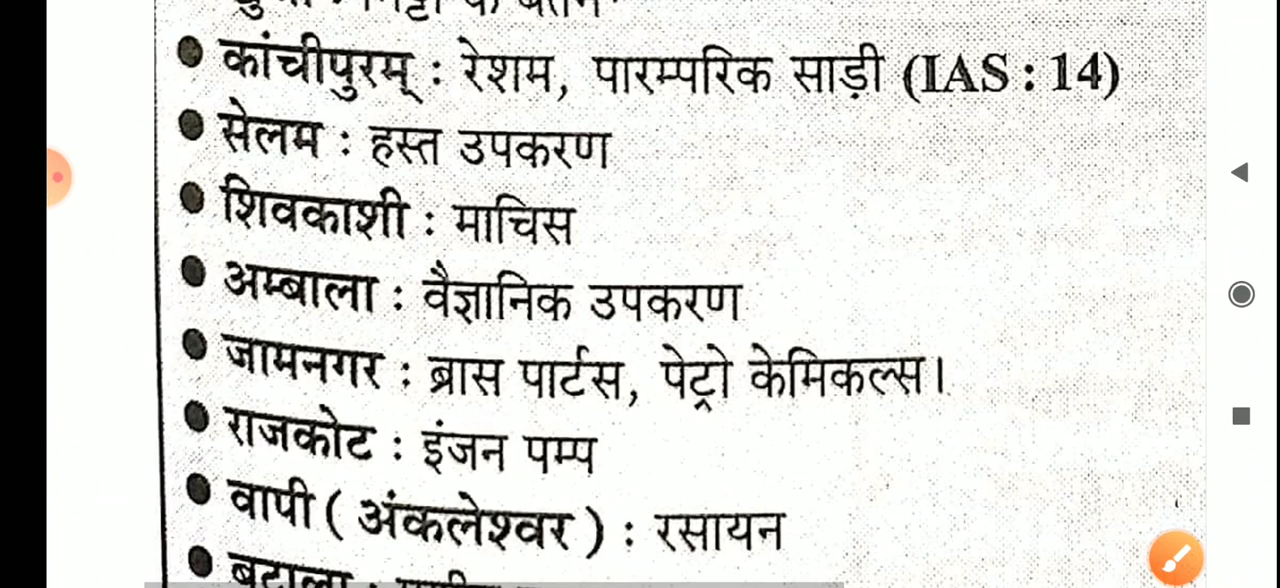 ● कांचीपुरम् : रेशम, पारम्परिक साड़ी (IAS : 14)
● सेलम : हस्त उपकरण
● शिवकाशी : माचिस
● अम्बाला : वैज्ञानिक उपकरण
● जामनगर : ब्रास पार्टस, पेट्रो केमिकल्स।
● राजकोट : इंजन पम्प
● वापी ( अंकलेश्वर ) : रसायन
● बटाला :